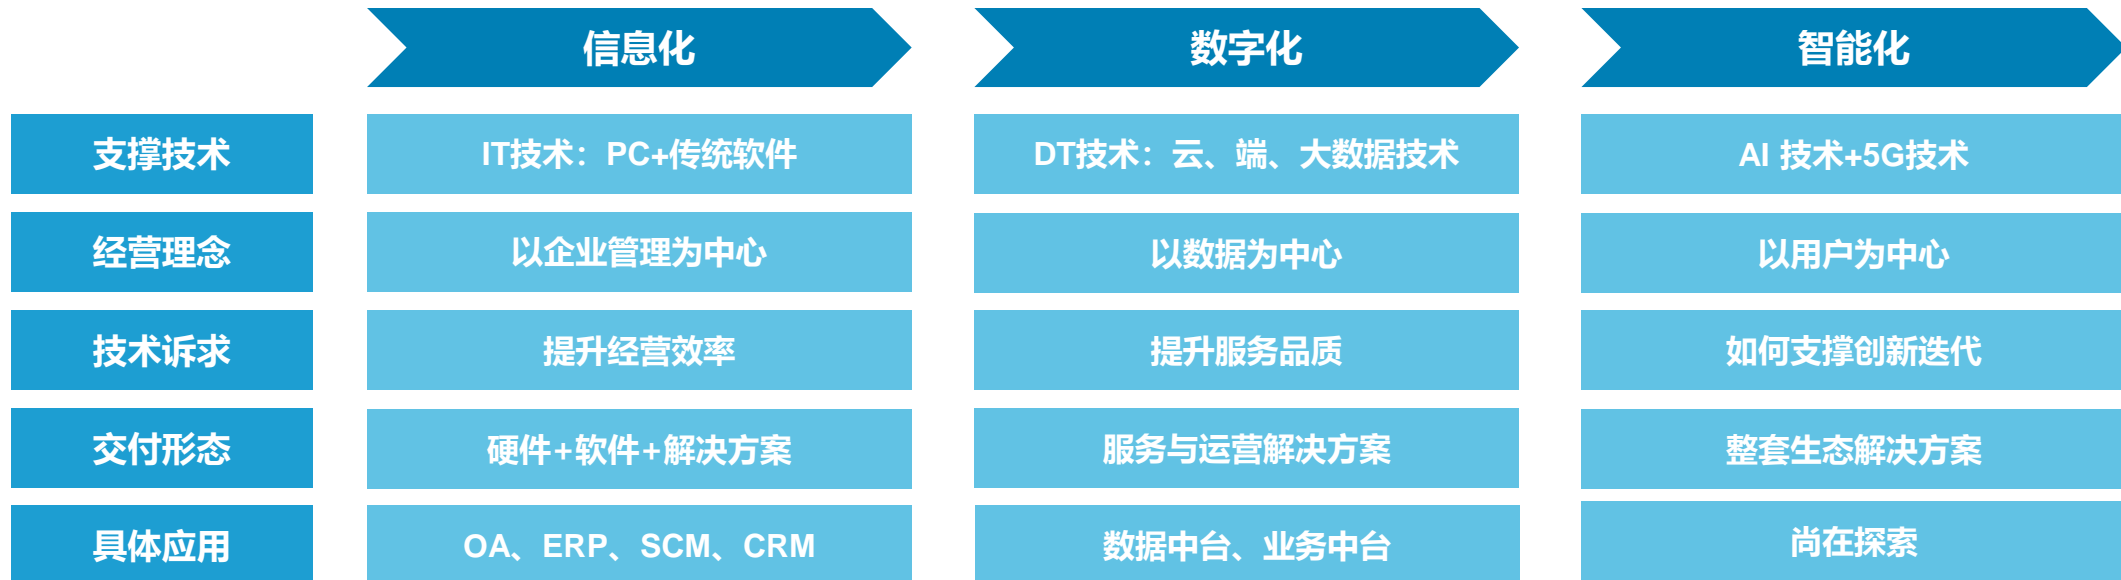 信息化
数字化
智能化
支撑技术
IT技术：PC+传统软件
DT技术：云、端、大数据技术
AI 技术+5G技术
经营理念
以企业管理为中心
以数据为中心
以用户为中心
技术诉求
提升经营效率
提升服务品质
如何支撑创新迭代
交付形态
硬件+软件+解决方案
服务与运营解决方案
整套生态解决方案
具体应用
OA、ERP、SCM、CRM
数据中台、业务中台
尚在探索